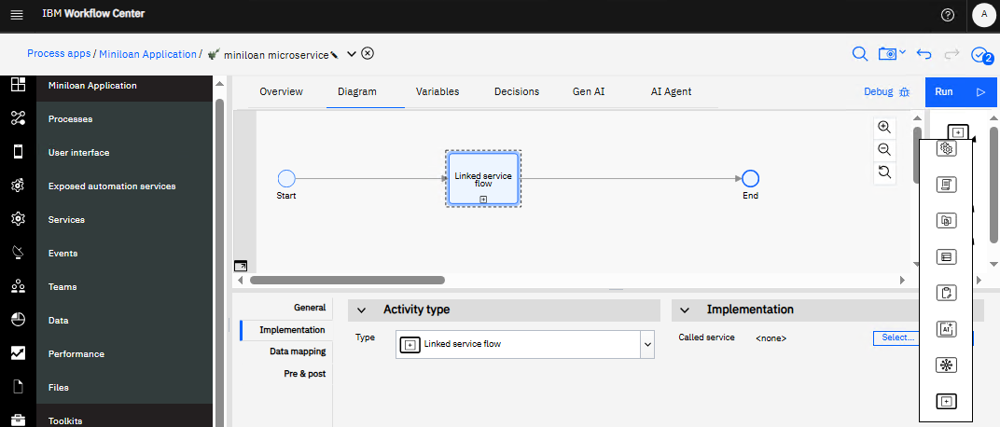 IBM Workflow Center
A
Process apps / Miniloan Application / miniloan microservice
2
Miniloan Application
Processes
User interface
Exposed automation services
Services
Events
Teams
Data
Performance
Files
Toolkits
Overview
Diagram
Variables
Decisions
Gen AI
AI Agent
Debug
Run
Start
Linked service
flow
End
General
Implementation
Data mapping
Pre & post
Activity type
Type
Linked service flow
Implementation
Called service
<none>
Select...
AI